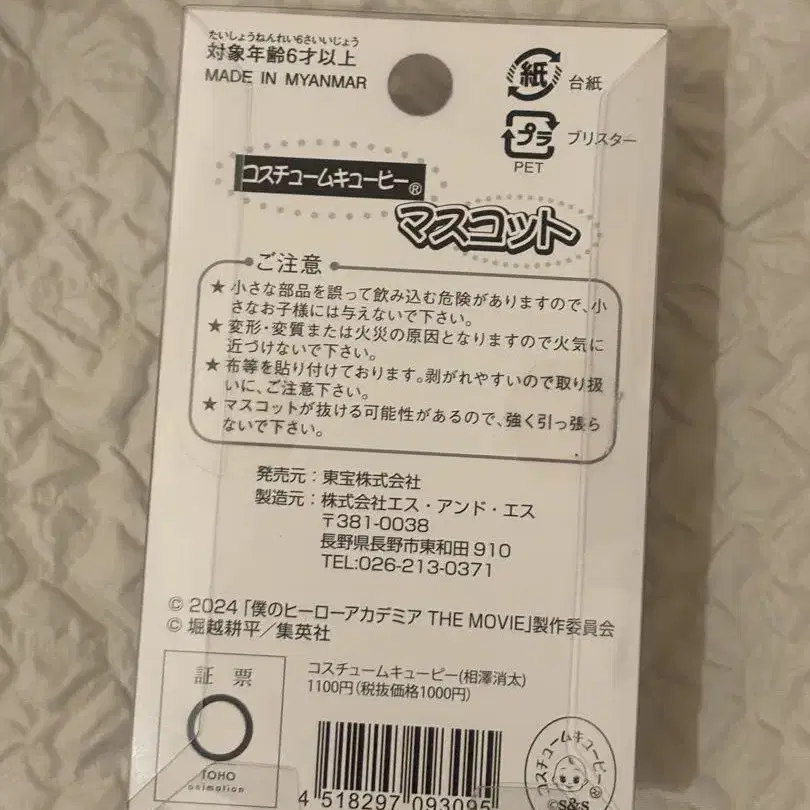 たいしょうねんれい6さいいじょう
対象年齢6才以上
MADE IN MYANMAR
紙 台紙
プラ ブリスター
PET
コスチュームキューピー®
マスコット
ご注意
★小さな部品を誤って飲み込む危険がありますので、小
さなお子様には与えないで下さい。
★変形・変質または火災の原因となりますので火気に
近づけないで下さい。
★布等を貼り付けております。剥がれやすいので取り扱
いに、ご注意下さい。
★マスコットが抜ける可能性があるので、強く引っ張ら
ないで下さい。
発売元:東宝株式会社
製造元:株式会社エス・アンド・エス
〒381-0038
長野県長野市東和田910
TEL:026-213-0371
© 2024「僕のヒーローアカデミア THE MOVIE」製作委員会
© 堀越耕平/集英社
証 票
TOHO
animation
コスチュームキューピー(相澤消太)
1100円(税抜価格1000円)
4 518297 093095
コスチュームキューピー®
©S&S